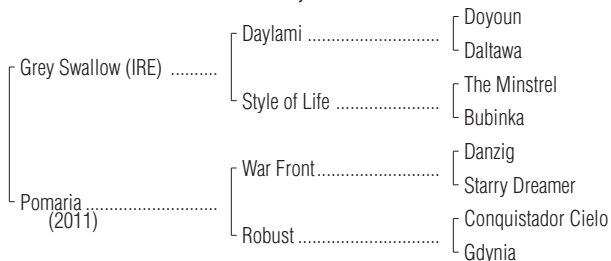 Doyoun
Daylami ..........................
Daltawa
Grey Swallow (IRE) ..........
The Minstrel
Style of Life ....................
Bubinka
Danzig
War Front.........................
Starry Dreamer
Pomaria............................
(2011)
Conquistador Cielo
Robust ............................
Gdynia